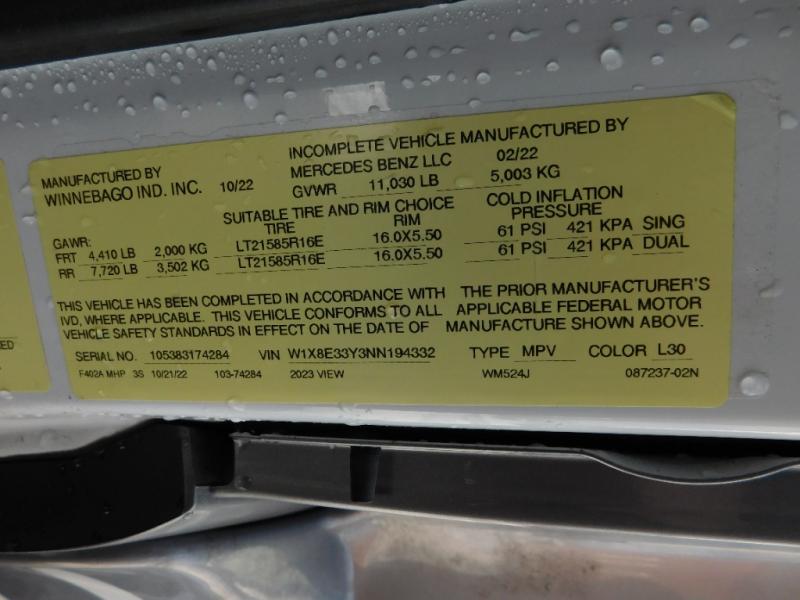 INCOMPLETE VEHICLE MANUFACTURED BY
MANUFACTURED BY MERCEDES BENZ LLC 02/22
WINNEBAGO IND. INC. 10/22 GVWR 11,030 LB 5,003 KG
SUITABLE TIRE AND RIM CHOICE COLD INFLATION
GAWR: TIRE RIM PRESSURE
FRT 4,410 LB 2,000 KG LT21585R16E 16.0X5.50 61 PSI 421 KPA SING
RR 7,720 LB 3,502 KG LT21585R16E 16.0X5.50 61 PSI 421 KPA DUAL
THIS VEHICLE HAS BEEN COMPLETED IN ACCORDANCE WITH THE PRIOR MANUFACTURER'S
IVD, WHERE APPLICABLE. THIS VEHICLE CONFORMS TO ALL APPLICABLE FEDERAL MOTOR
VEHICLE SAFETY STANDARDS IN EFFECT ON THE DATE OF MANUFACTURE SHOWN ABOVE.
SERIAL NO. 105383174284 VIN W1X8E33Y3NN194332 TYPE MPV COLOR L30
F402A MHP 3S 10/21/22 103-74284 2023 VIEW WM524J 087237-02N